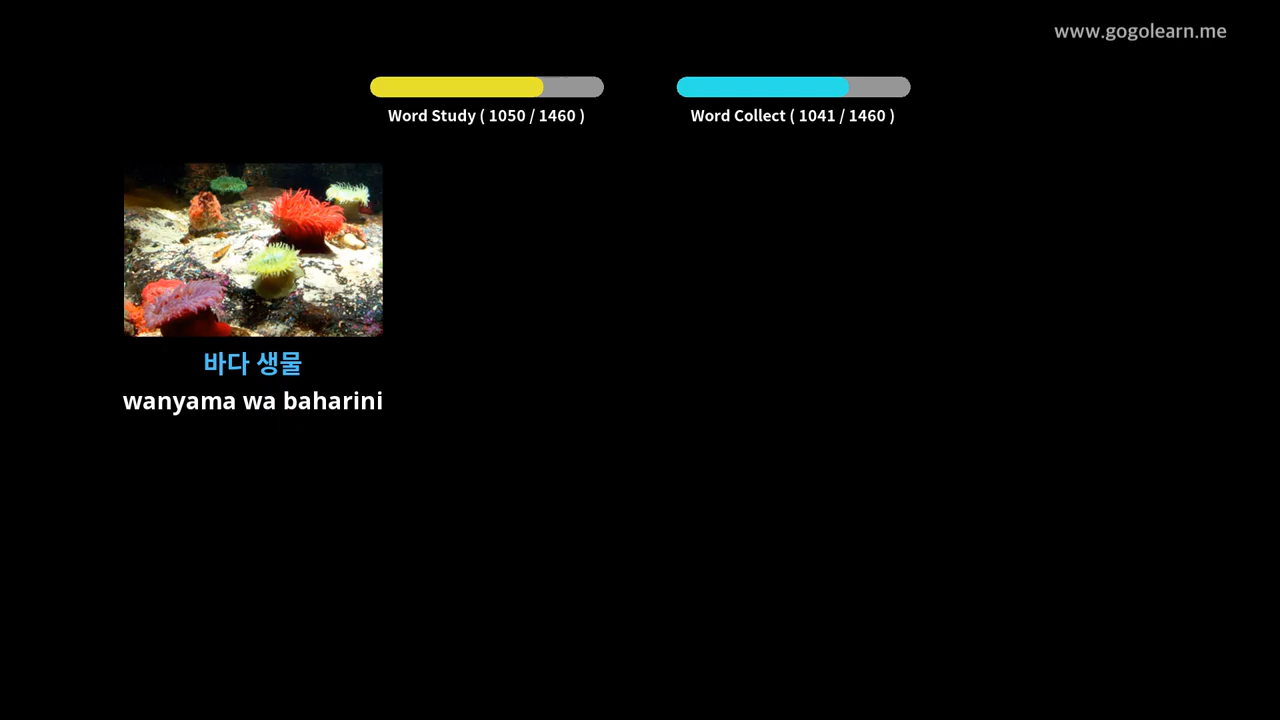 www.gogolearn.me
Word Study ( 1050 / 1460 )
Word Collect ( 1041 / 1460 )
바다 생물
wanyama wa baharini